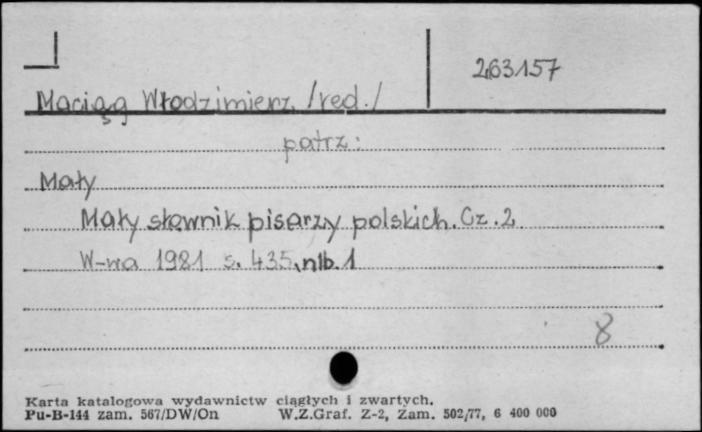 263157
Maciąg Włodzimierz /red./
patrz:
Mały
Mały słownik pisarzy polskich. Cz. 2
W-wa 1981 s. 435, nlb. 1
8
Karta katalogowa wydawnictw ciągłych i zwartych.
Pu-B-144 zam. 567/DW/On W.Z.Graf. Z-2, Zam. 502/77, 6 400 000